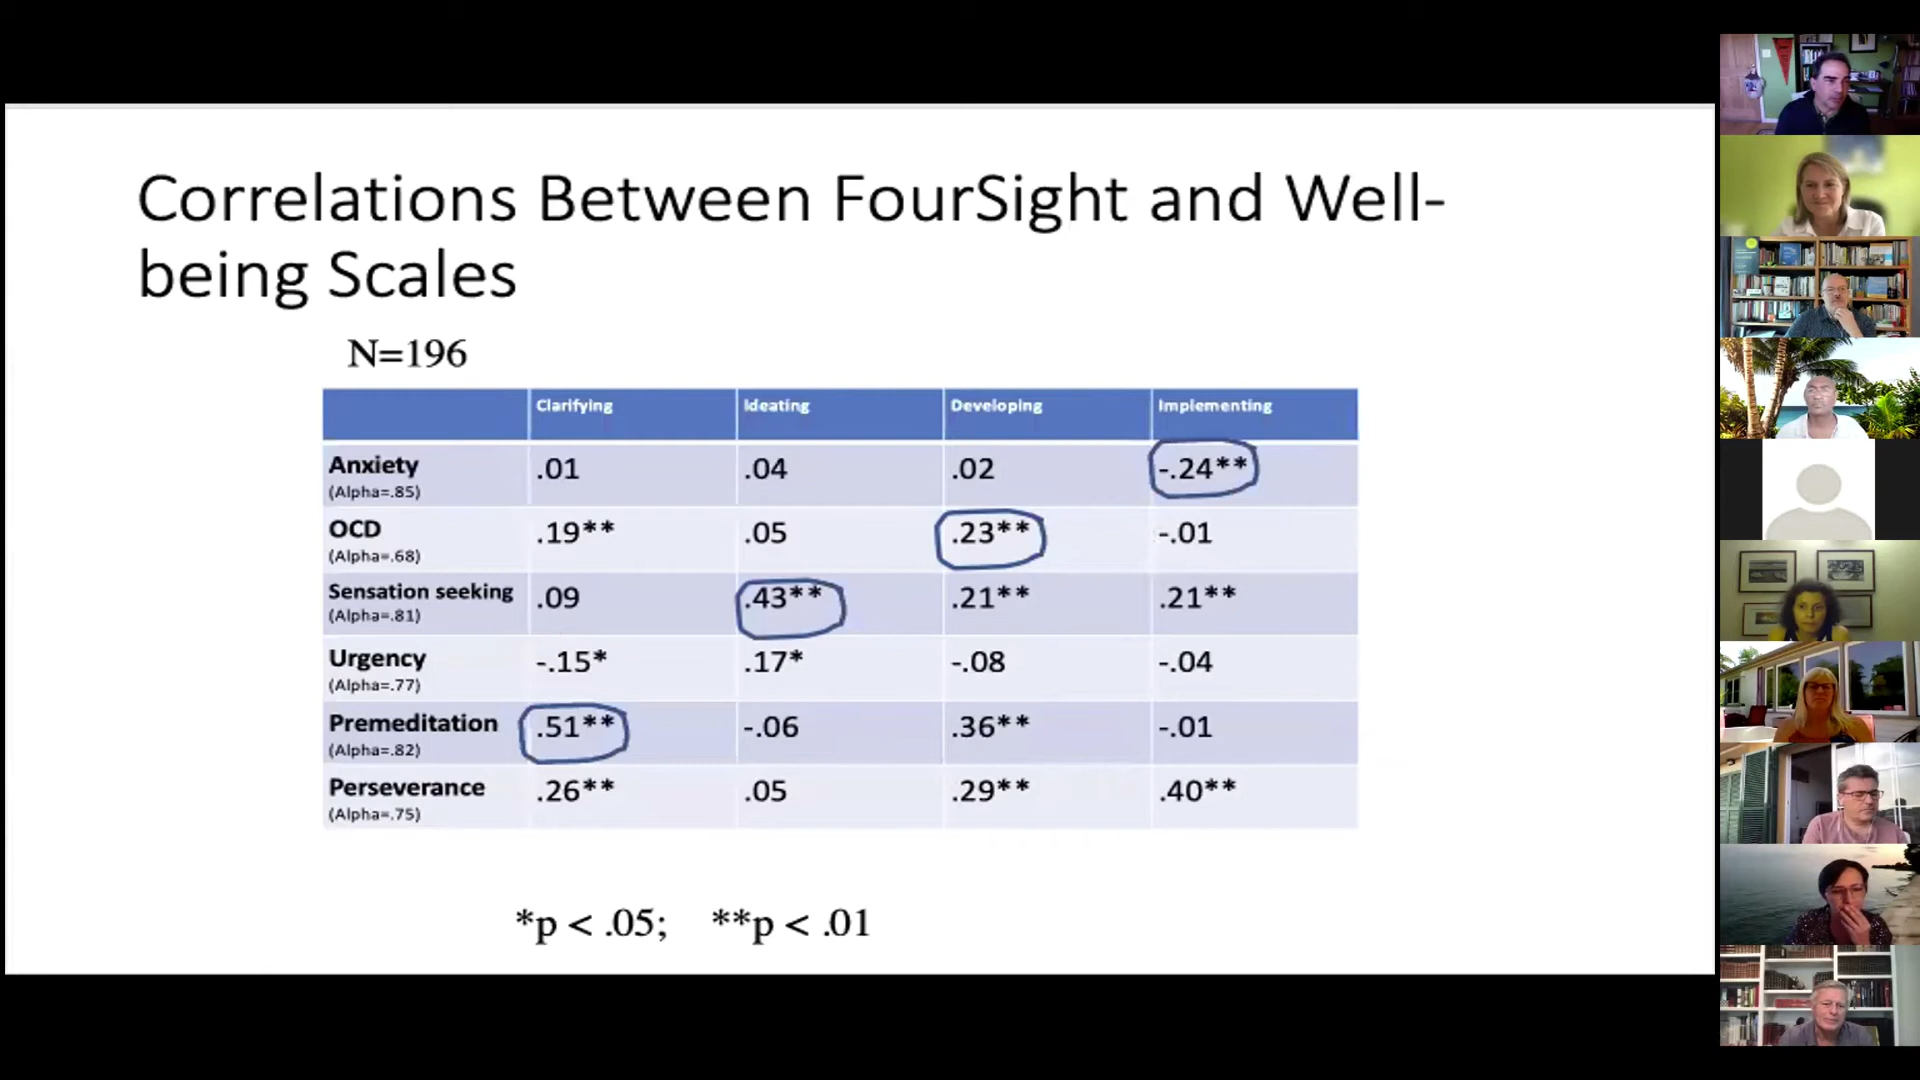 Correlations Between FourSight and Well-
being Scales
N=196
Clarifying Ideating Developing Implementing
Anxiety .01 .04 .02 -.24**
(Alpha=.85)
OCD .19** .05 .23** -.01
(Alpha=.68)
Sensation seeking .09 .43** .21** .21**
(Alpha=.81)
Urgency -.15* .17* -.08 -.04
(Alpha=.77)
Premeditation .51** -.06 .36** -.01
(Alpha=.82)
Perseverance .26** .05 .29** .40**
(Alpha=.75)
*p < .05; **p < .01